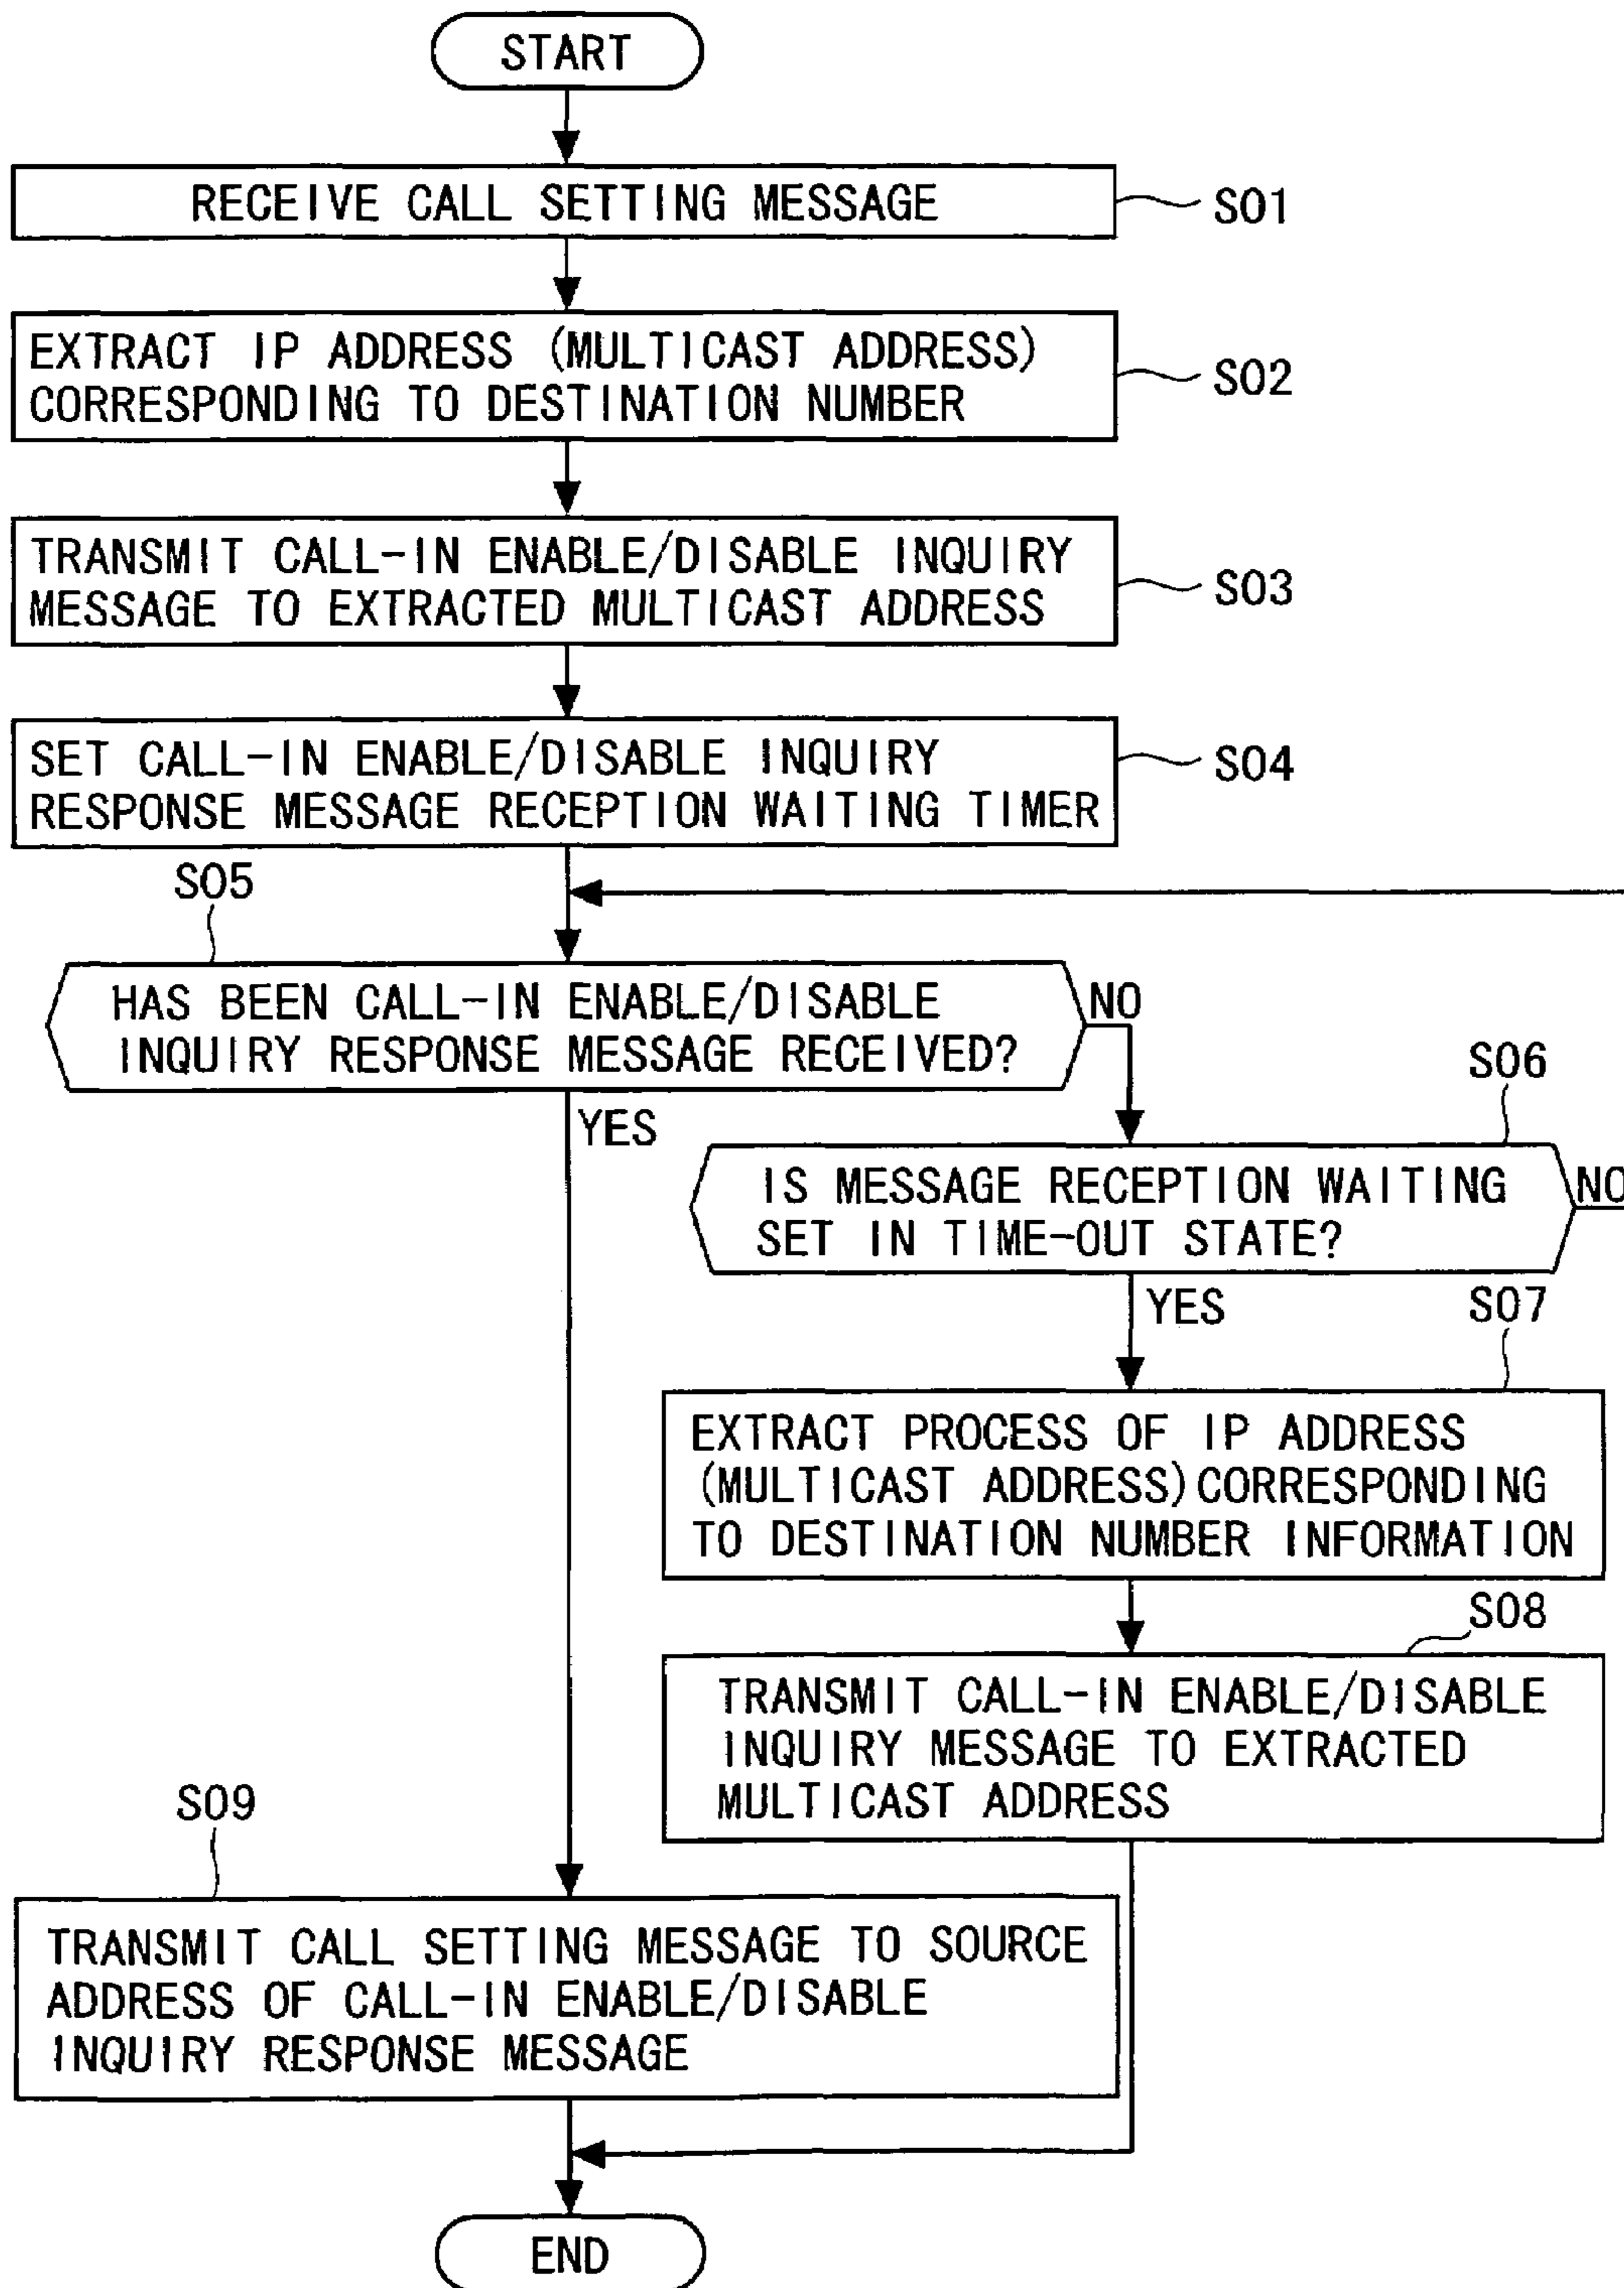 START
RECEIVE CALL SETTING MESSAGE
S01
EXTRACT IP ADDRESS (MULTICAST ADDRESS)
CORRESPONDING TO DESTINATION NUMBER
S02
TRANSMIT CALL-IN ENABLE/DISABLE INQUIRY
MESSAGE TO EXTRACTED MULTICAST ADDRESS
S03
SET CALL-IN ENABLE/DISABLE INQUIRY
RESPONSE MESSAGE RECEPTION WAITING TIMER
S04
S05
HAS BEEN CALL-IN ENABLE/DISABLE
INQUIRY RESPONSE MESSAGE RECEIVED?
NO
YES
S06
IS MESSAGE RECEPTION WAITING
SET IN TIME-OUT STATE?
NO
YES
S07
EXTRACT PROCESS OF IP ADDRESS
(MULTICAST ADDRESS)CORRESPONDING
TO DESTINATION NUMBER INFORMATION
S08
TRANSMIT CALL-IN ENABLE/DISABLE
INQUIRY MESSAGE TO EXTRACTED
MULTICAST ADDRESS
S09
TRANSMIT CALL SETTING MESSAGE TO SOURCE
ADDRESS OF CALL-IN ENABLE/DISABLE
INQUIRY RESPONSE MESSAGE
END